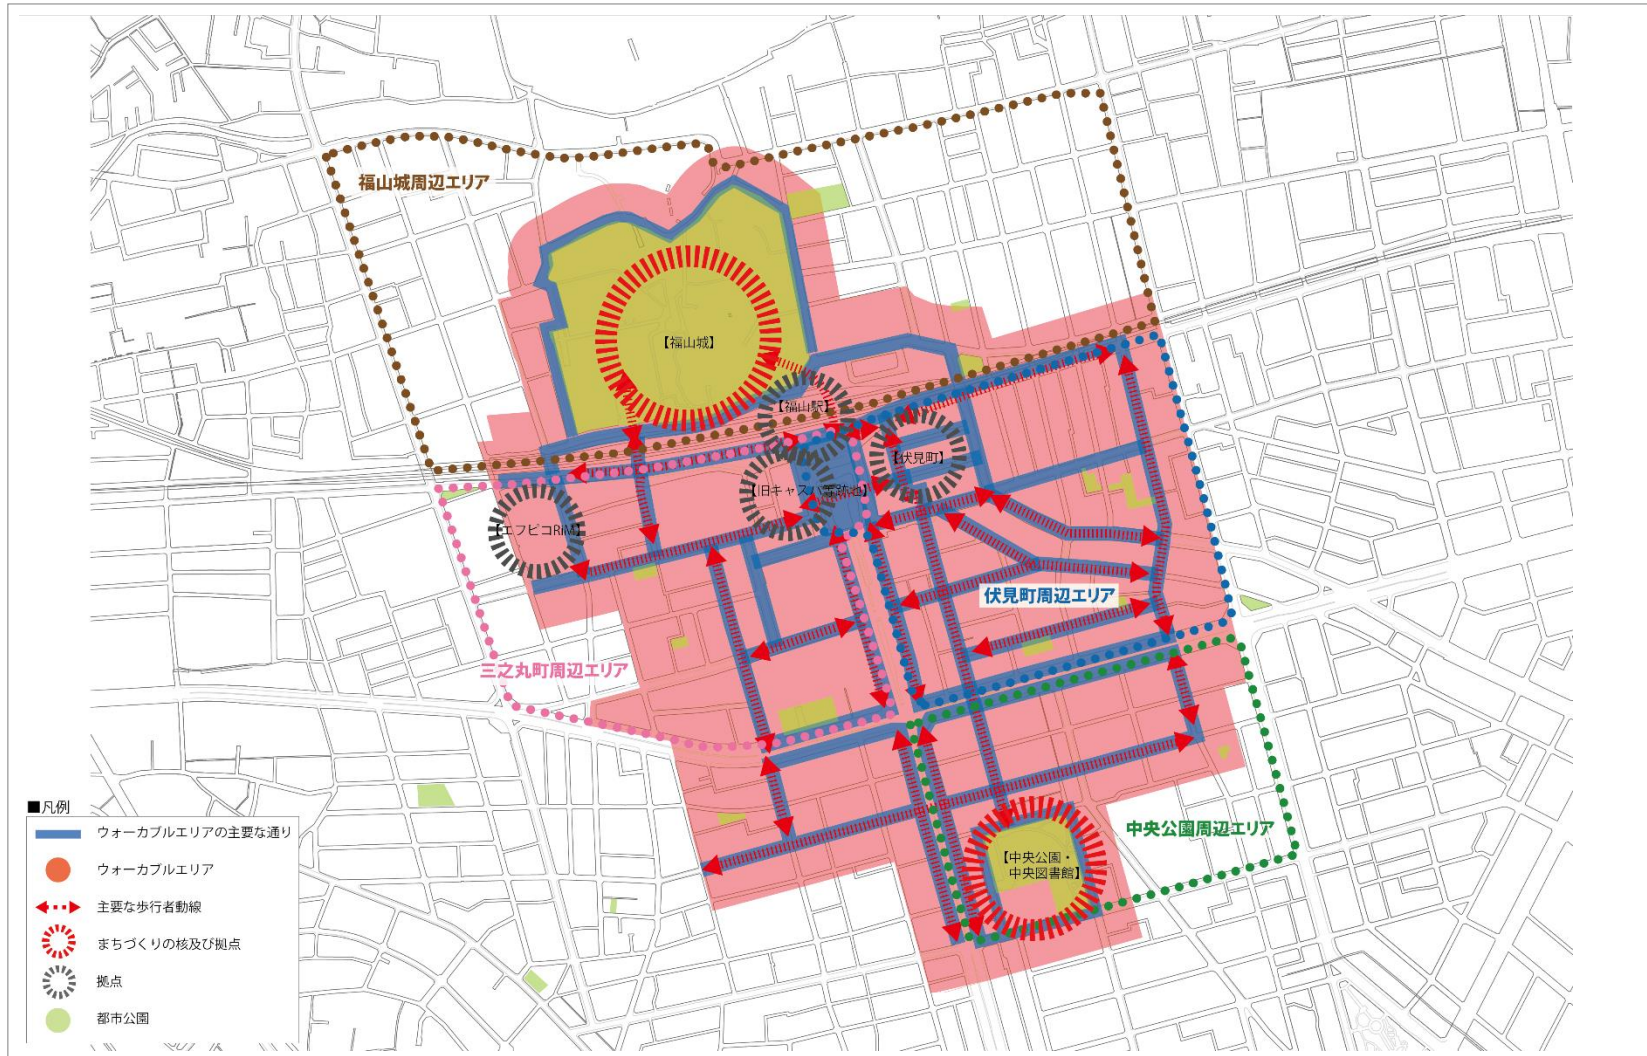 福山城周辺エリア
【福山城】
【福山駅】
【伏見町】
【旧キャスパ等跡地】
【エフピコRiM】
伏見町周辺エリア
三之丸町周辺エリア
中央公園周辺エリア
【中央公園・
中央図書館】
■凡例
ウォーカブルエリアの主要な通り
ウォーカブルエリア
主要な歩行者動線
まちづくりの核及び拠点
拠点
都市公園